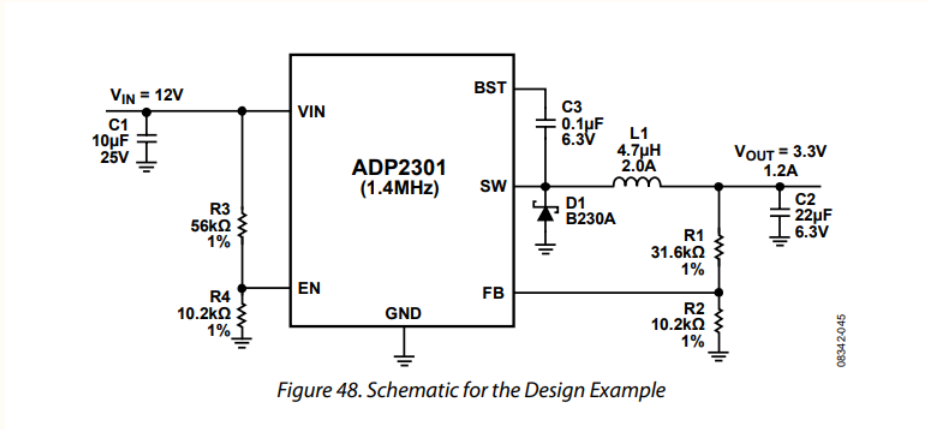 VIN = 12V
C1
10µF
25V
R3
56kΩ
1%
R4
10.2kΩ
1%
VIN
EN
ADP2301
(1.4MHz)
GND
BST
SW
FB
C3
0.1µF
6.3V
L1
4.7µH
2.0A
D1
B230A
VOUT = 3.3V
1.2A
C2
22µF
6.3V
R1
31.6kΩ
1%
R2
10.2kΩ
1%
08342-045
Figure 48. Schematic for the Design Example